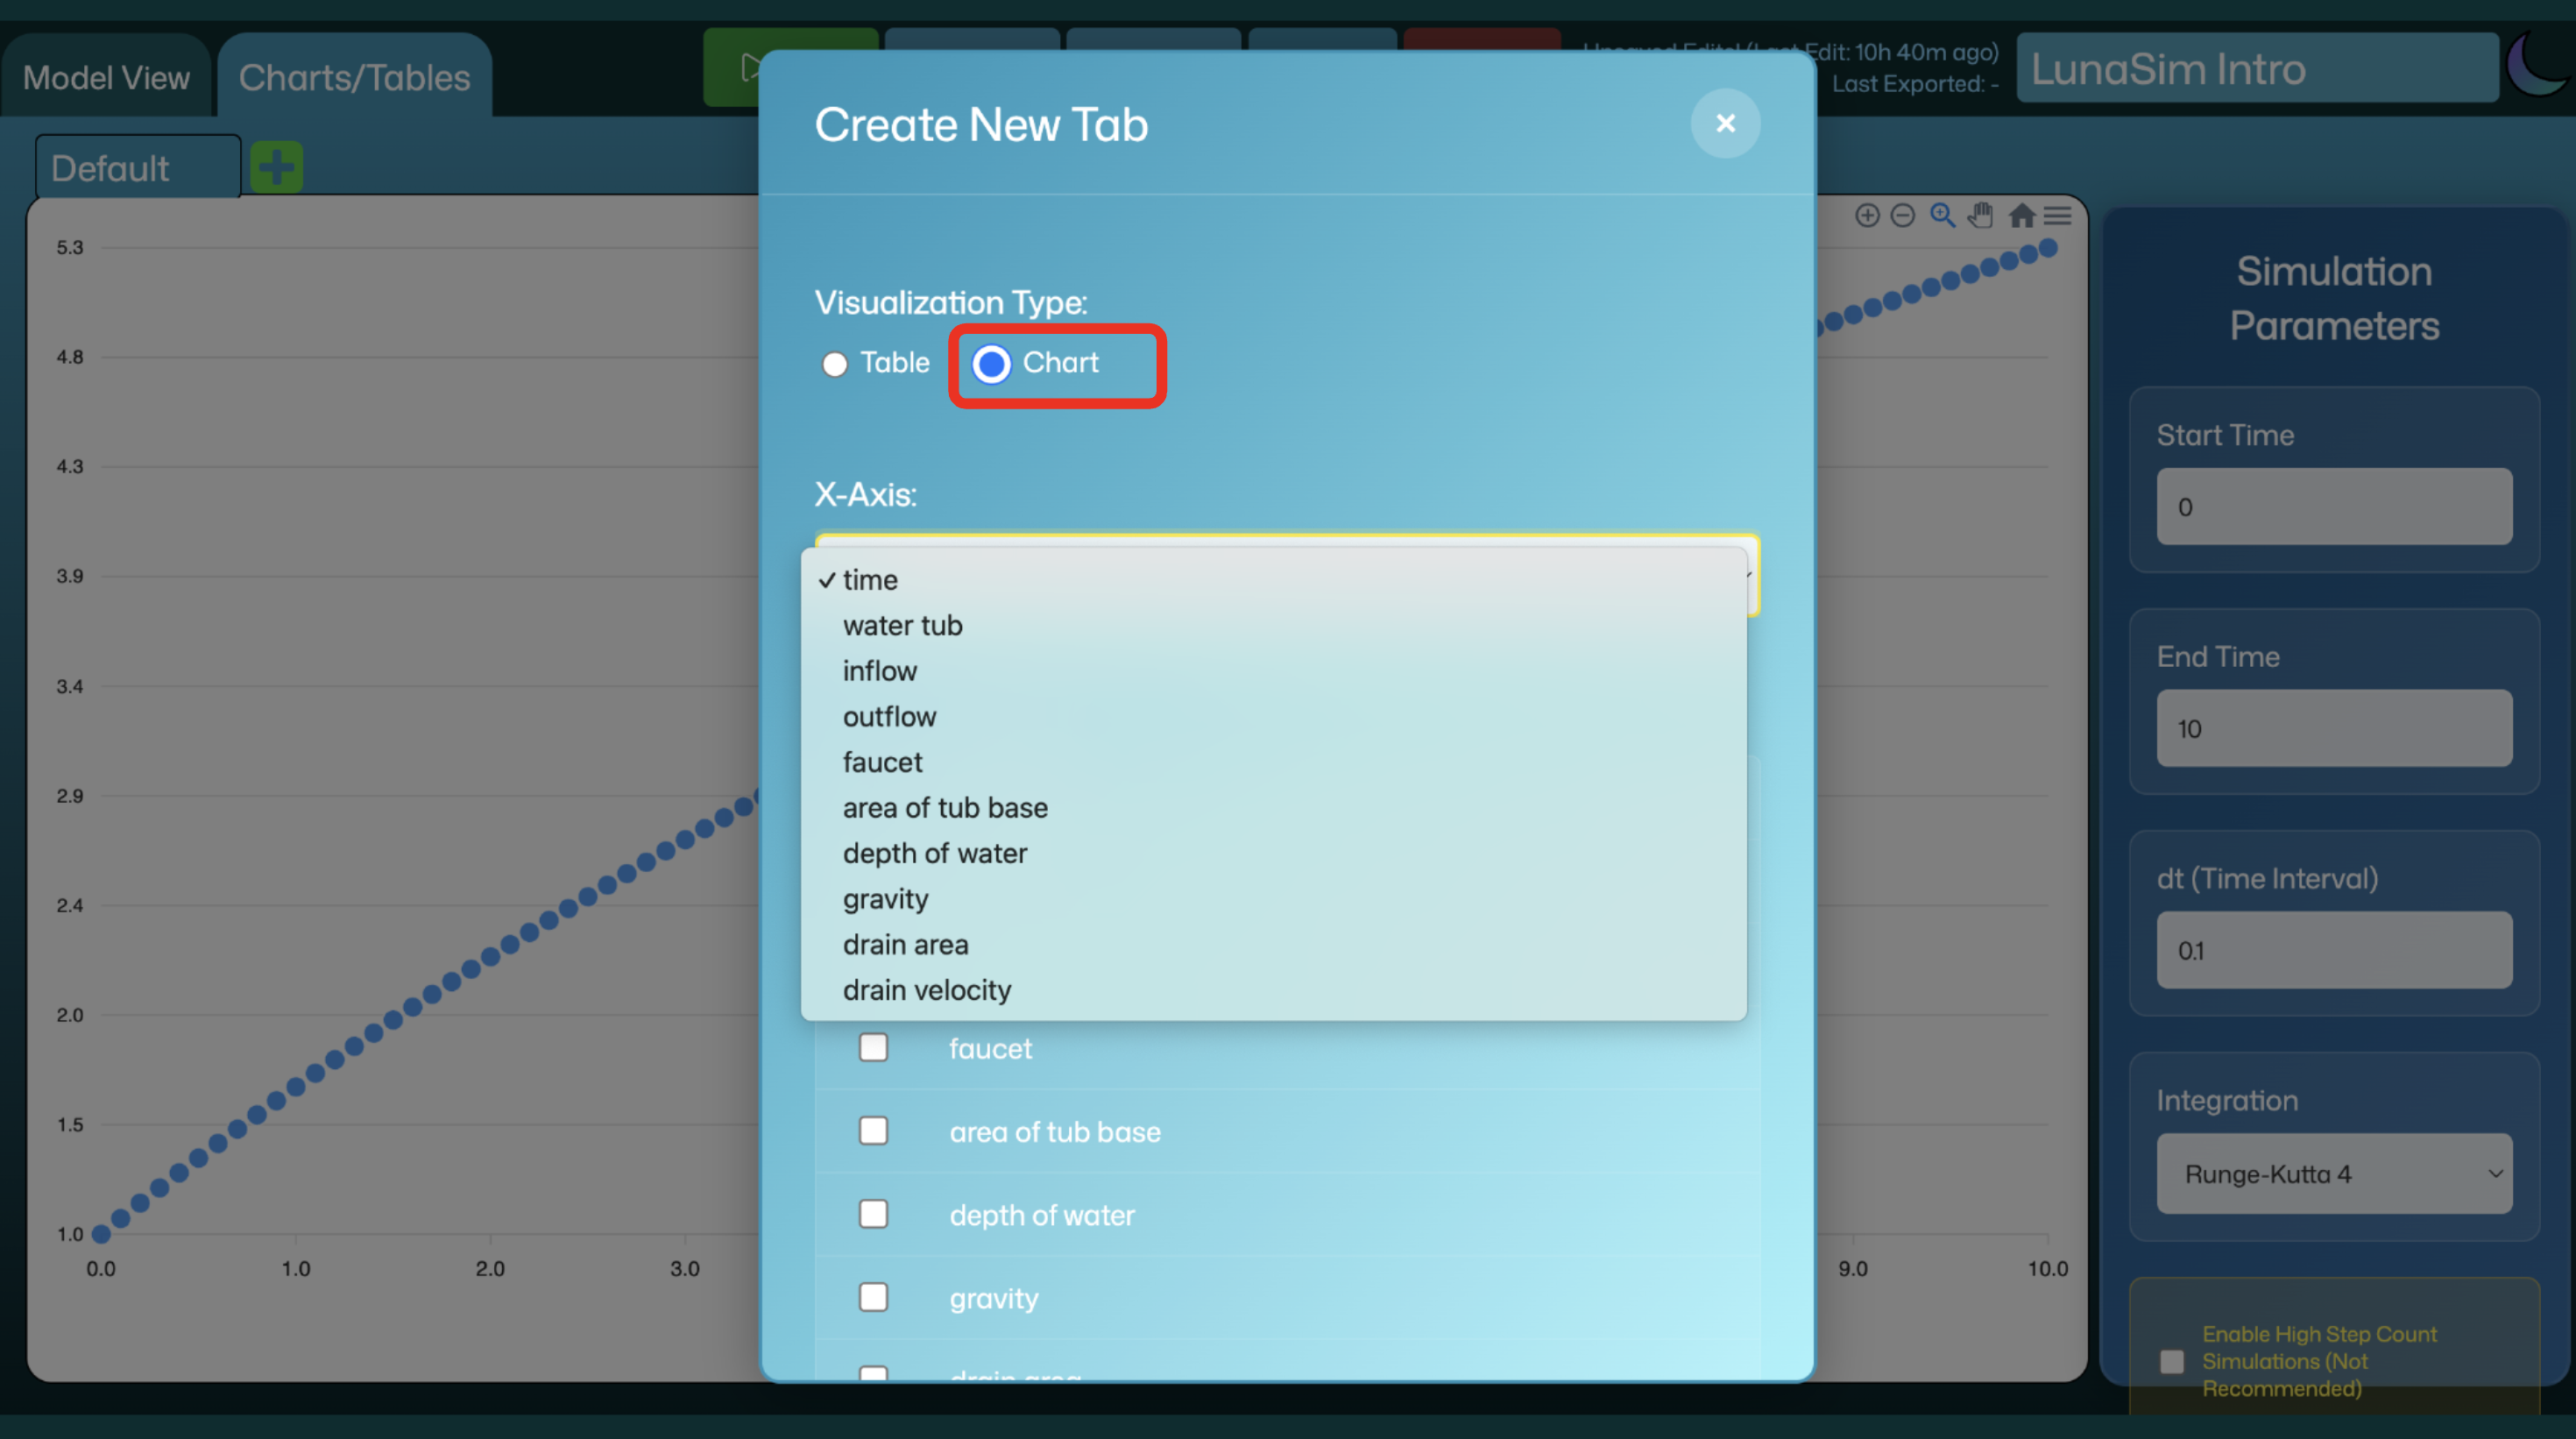 Model View
Charts/Tables
Edit: 10h 40m ago)
Last Exported: -
LunaSim Intro
Default
Create New Tab
Visualization Type:
Table
Chart
X-Axis:
✓ time
water tub
inflow
outflow
faucet
area of tub base
depth of water
gravity
drain area
drain velocity
faucet
area of tub base
depth of water
gravity
drain area
5.3
4.8
4.3
3.9
3.4
2.9
2.4
2.0
1.5
1.0
0.0
1.0
2.0
3.0
9.0
10.0
Simulation
Parameters
Start Time
0
End Time
10
dt (Time Interval)
0.1
Integration
Runge-Kutta 4
Enable High Step Count
Simulations (Not
Recommended)